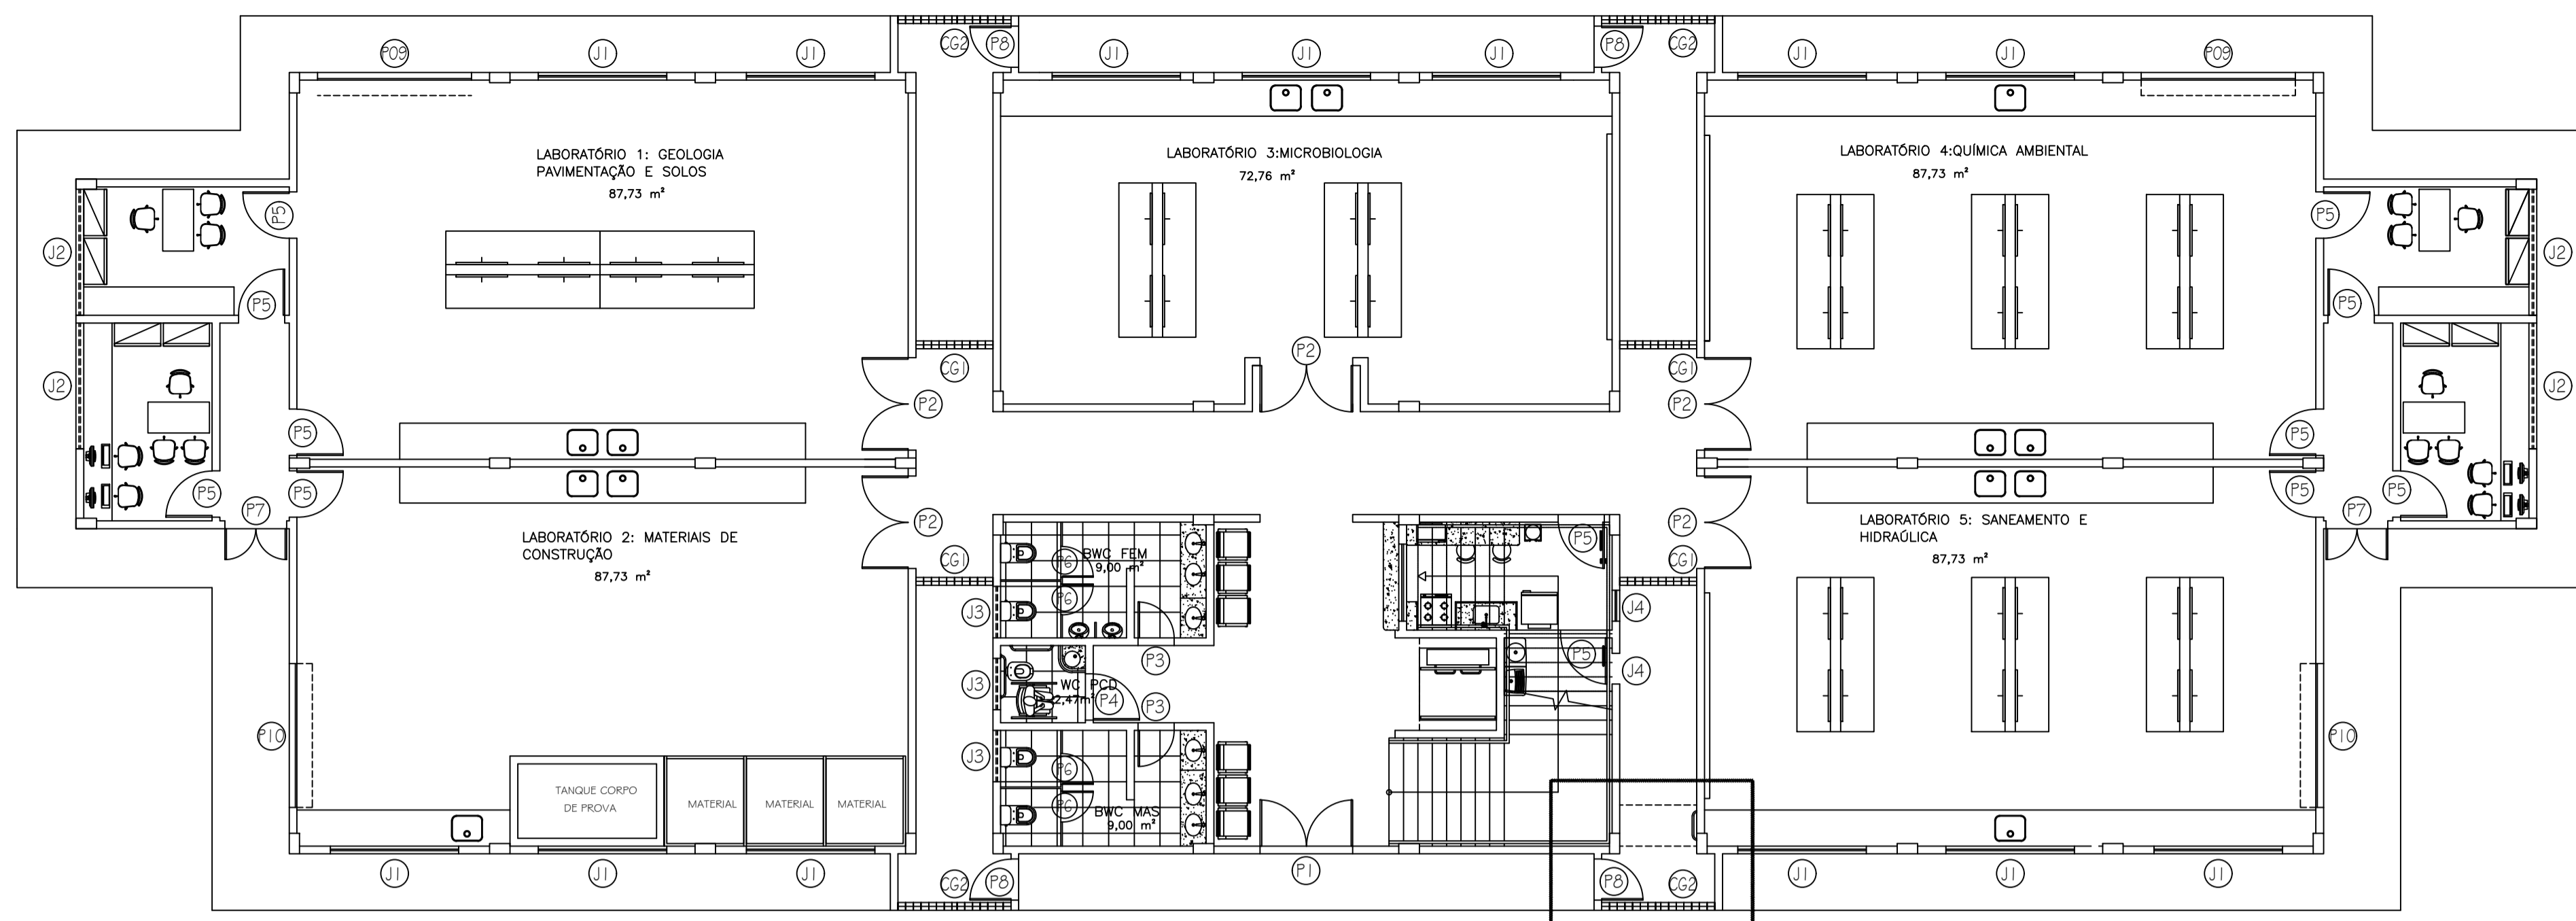 CG2
P8
P8
CG2
P09
J1
J1
J1
J1
J1
J1
J1
P09
LABORATÓRIO 1: GEOLOGIA
PAVIMENTAÇÃO E SOLOS
87,73 m²
LABORATÓRIO 3:MICROBIOLOGIA
72,76 m²
LABORATÓRIO 4:QUÍMICA AMBIENTAL
87,73 m²
P5
P5
J2
J2
P5
P5
P2
CG1
CG1
J2
J2
P2
P2
P5
P5
P5
P5
P5
P5
P7
P7
P2
P2
LABORATÓRIO 2: MATERIAIS DE
CONSTRUÇÃO
87,73 m²
LABORATÓRIO 5: SANEAMENTO E
HIDRAÚLICA
87,73 m²
CG1
CG1
P5
BWC FEM
9,00 m²
P6
P6
J3
J4
P3
P5
J4
J3
WC PCD
2,47m²
P4
P3
P10
P10
J3
P6
P6
BWC MAS
9,00 m²
TANQUE CORPO
DE PROVA
MATERIAL
MATERIAL
MATERIAL
J1
J1
J1
CG2
P8
P1
P8
CG2
J1
J1
J1